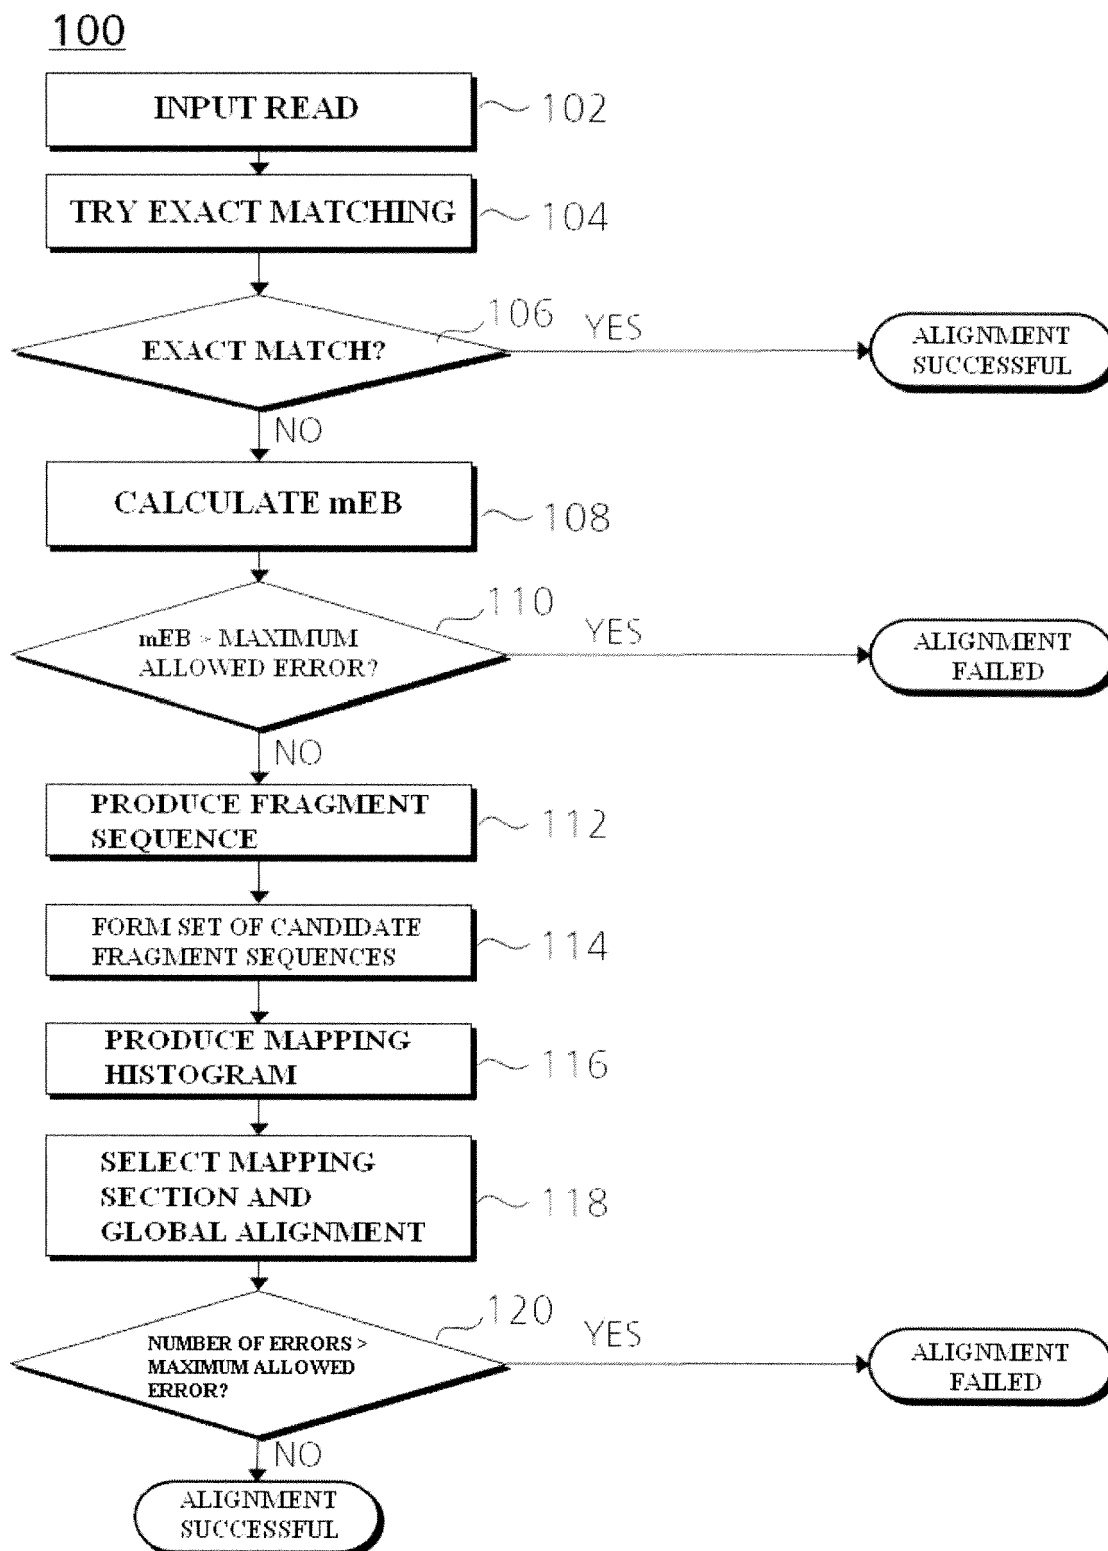 100
INPUT READ
102
TRY EXACT MATCHING
104
106
EXACT MATCH?
YES
ALIGNMENT
SUCCESSFUL
NO
CALCULATE mEB
108
110
mEB > MAXIMUM
ALLOWED ERROR?
YES
ALIGNMENT
FAILED
NO
PRODUCE FRAGMENT
SEQUENCE
112
FORM SET OF CANDIDATE
FRAGMENT SEQUENCES
114
PRODUCE MAPPING
HISTOGRAM
116
SELECT MAPPING
SECTION AND
GLOBAL ALIGNMENT
118
120
NUMBER OF ERRORS >
MAXIMUM ALLOWED
ERROR?
YES
ALIGNMENT
FAILED
NO
ALIGNMENT
SUCCESSFUL